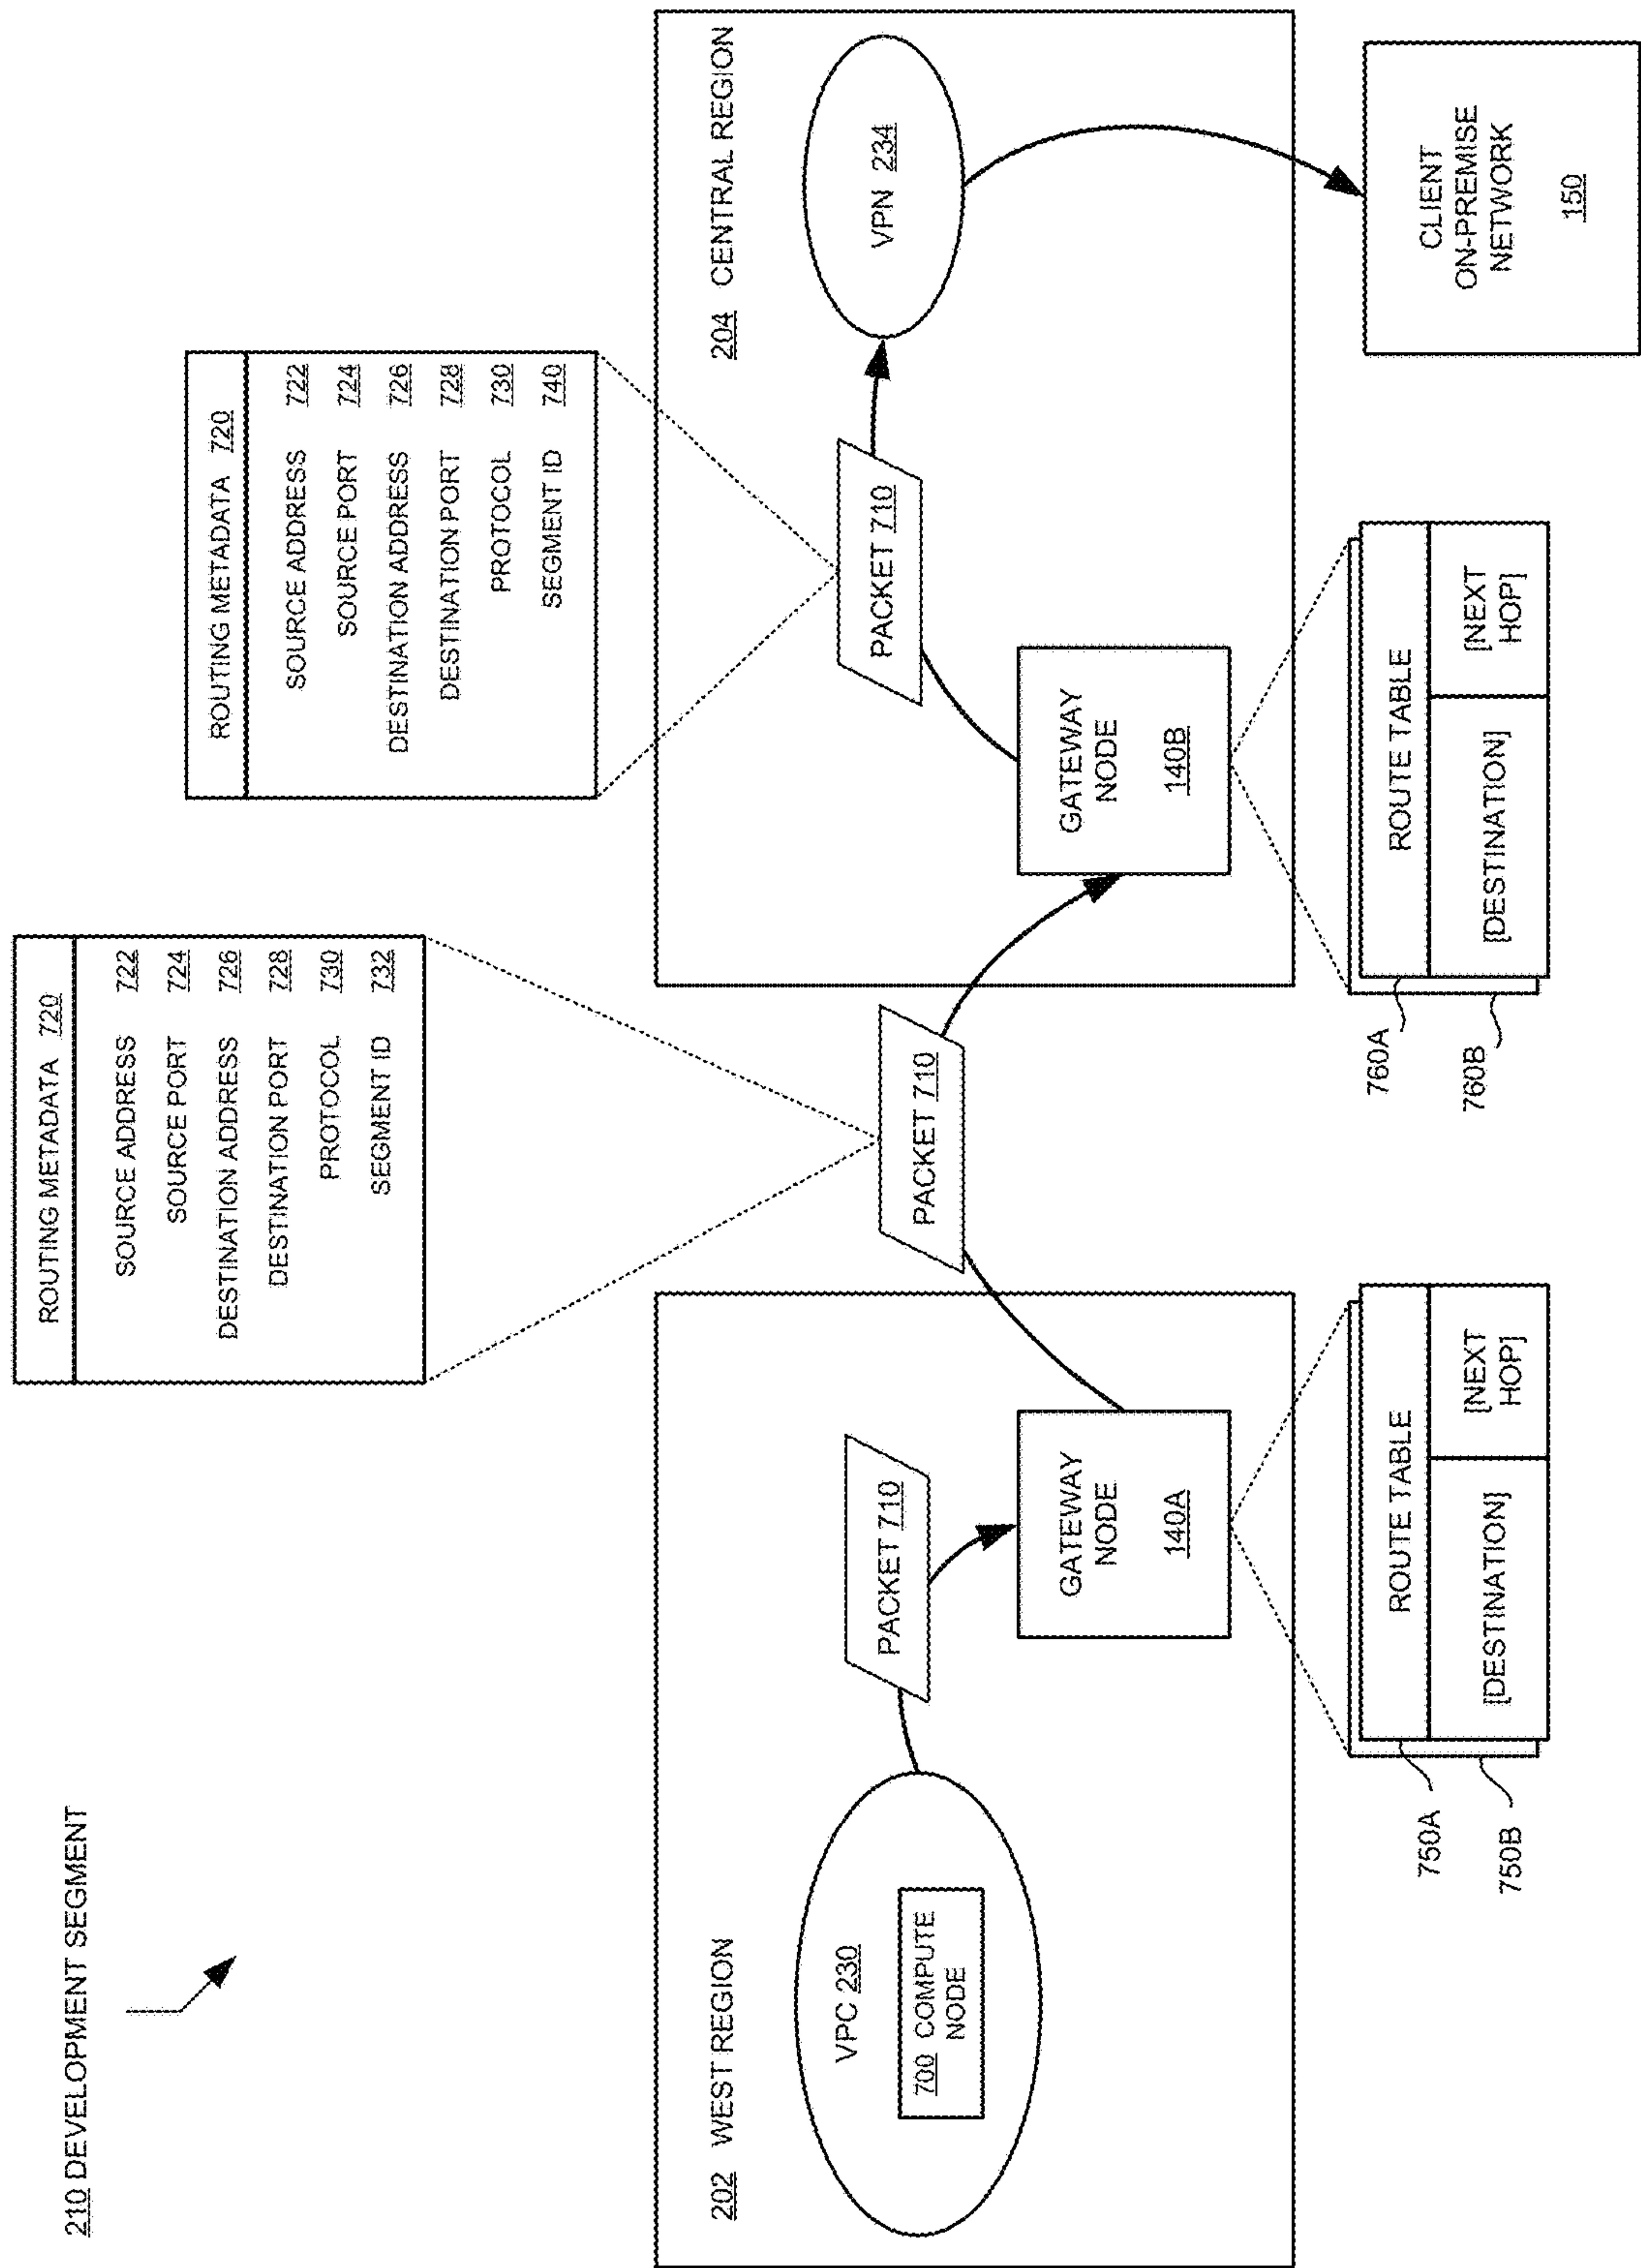 210 DEVELOPMENT SEGMENT
ROUTING METADATA 720
SOURCE ADDRESS 722
SOURCE PORT 724
DESTINATION ADDRESS 726
DESTINATION PORT 728
PROTOCOL 730
SEGMENT ID 732
ROUTING METADATA 720
SOURCE ADDRESS 722
SOURCE PORT 724
DESTINATION ADDRESS 726
DESTINATION PORT 728
PROTOCOL 730
SEGMENT ID 740
202 WEST REGION
VPC 230
700 COMPUTE
NODE
PACKET 710
GATEWAY
NODE
140A
PACKET 710
204 CENTRAL REGION
PACKET 710
VPN 234
GATEWAY
NODE
140B
750A
750B
ROUTE TABLE
[DESTINATION]
[NEXT
HOP]
760A
760B
ROUTE TABLE
[DESTINATION]
[NEXT
HOP]
CLIENT
ON-PREMISE
NETWORK
150